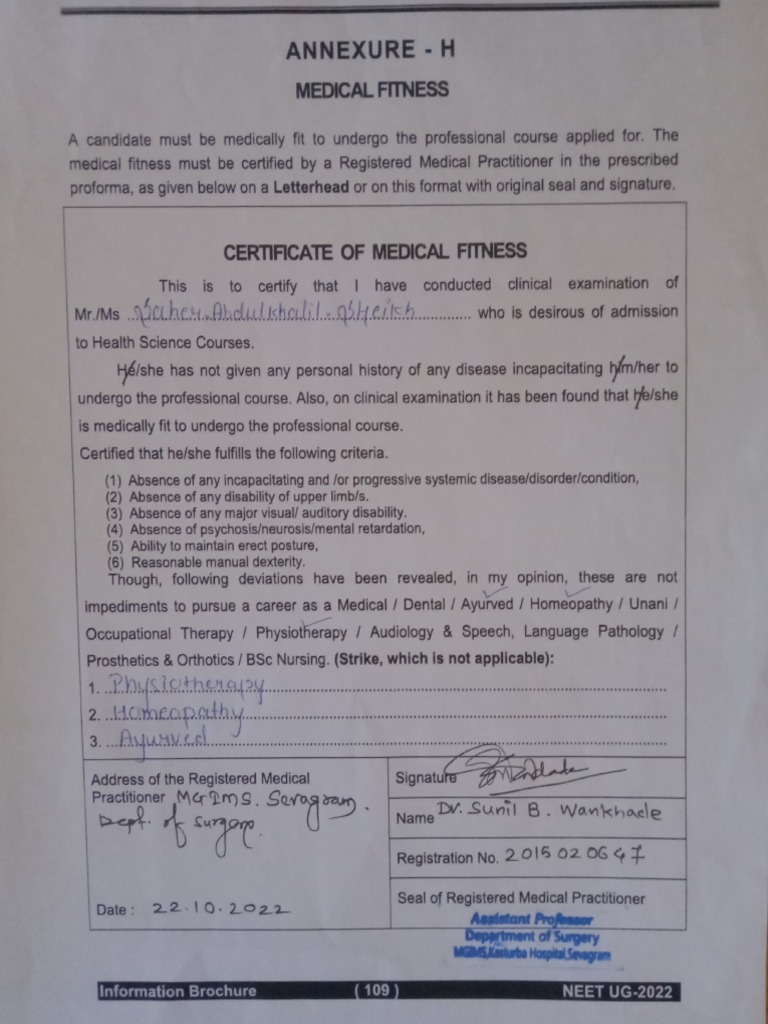 ANNEXURE - H
MEDICAL FITNESS
A candidate must be medically fit to undergo the professional course applied for. The
medical fitness must be certified by a Registered Medical Practitioner in the prescribed
proforma, as given below on a Letterhead or on this format with original seal and signature.
CERTIFICATE OF MEDICAL FITNESS
This is to certify that I have conducted clinical examination of
Mr./Ms Saher Abdulkhalil Sheikh who is desirous of admission
to Health Science Courses.
He/she has not given any personal history of any disease incapacitating him/her to
undergo the professional course. Also, on clinical examination it has been found that he/she
is medically fit to undergo the professional course.
Certified that he/she fulfills the following criteria.
(1) Absence of any incapacitating and /or progressive systemic disease/disorder/condition,
(2) Absence of any disability of upper limb/s.
(3) Absence of any major visual/ auditory disability.
(4) Absence of psychosis/neurosis/mental retardation,
(5) Ability to maintain erect posture,
(6) Reasonable manual dexterity.
Though, following deviations have been revealed, in my opinion, these are not
impediments to pursue a career as a Medical / Dental / Ayurved / Homeopathy / Unani /
Occupational Therapy / Physiotherapy / Audiology & Speech, Language Pathology /
Prosthetics & Orthotics / BSc Nursing. (Strike, which is not applicable):
1. Physiotherapy
2. Homeopathy
3. Ayurved
Address of the Registered Medical
Practitioner MGIMS. Sevagram.
Dept. of surgery.
Date : 22.10.2022
Signature
Name Dr. Sunil B. Wankhade
Registration No. 2015020647
Seal of Registered Medical Practitioner
Assistant Professor
Department of Surgery
MGIMS,Kasturba Hospital,Sevagram
Information Brochure ( 109 ) NEET UG-2022